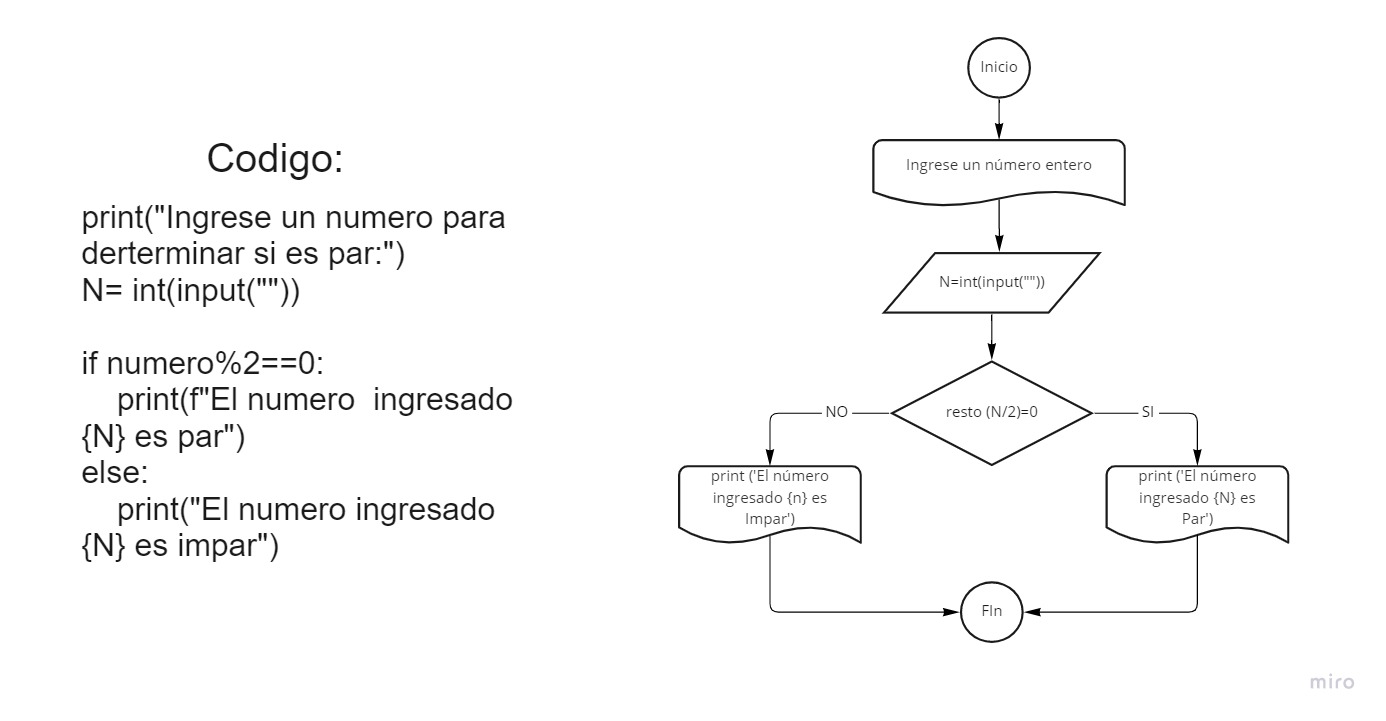 Codigo:
print("Ingrese un numero para
derterminar si es par:")
N= int(input(""))
if numero%2==0:
    print(f"El numero  ingresado
{N} es par")
else:
    print("El numero ingresado
{N} es impar")
Inicio
Ingrese un número entero
N=int(input(""))
resto (N/2)=0
NO
SI
print ('El número
ingresado {n} es
Impar')
print ('El número
ingresado {N} es
Par')
FIn
miro